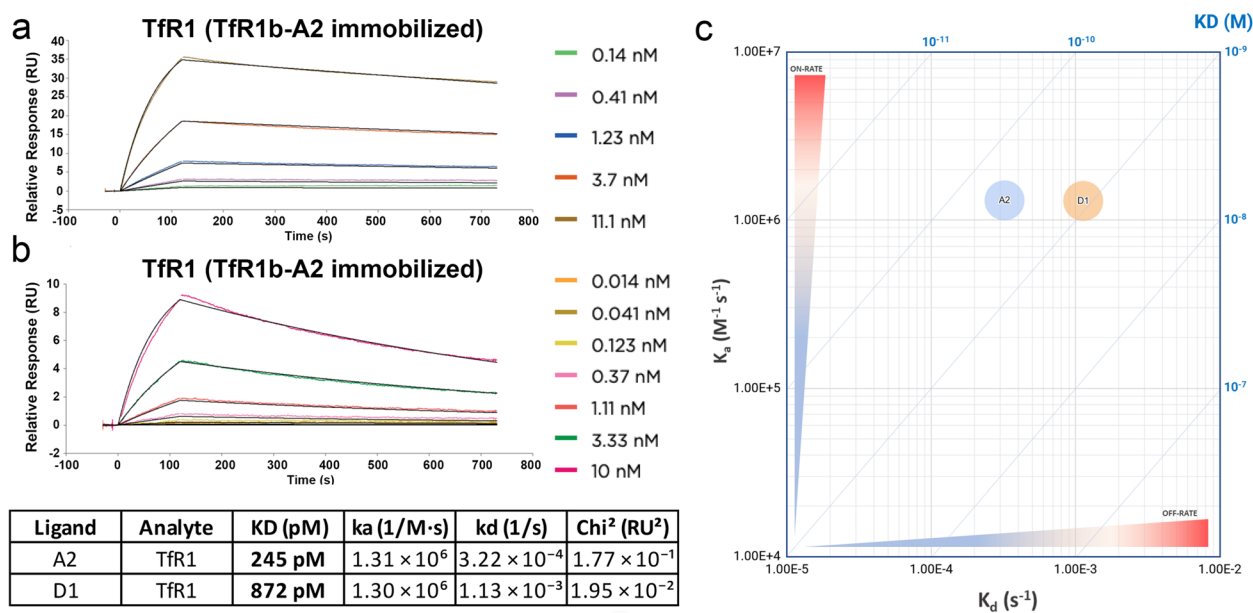 a
TfR1 (TfR1b-A2 immobilized)
Relative Response (RU)
40
35
30
25
20
15
10
5
0
-5
-100 0 100 200 300 400 500 600 700 800
Time (s)
0.14 nM
0.41 nM
1.23 nM
3.7 nM
11.1 nM
b
TfR1 (TfR1b-A2 immobilized)
Relative Response (RU)
10
8
6
4
2
0
-2
-100 0 100 200 300 400 500 600 700 800
Time (s)
0.014 nM
0.041 nM
0.123 nM
0.37 nM
1.11 nM
3.33 nM
10 nM
Ligand Analyte KD (pM) ka (1/M·s) kd (1/s) Chi² (RU²)
A2 TfR1 245 pM 1.31 × 10⁶ 3.22 × 10⁻⁴ 1.77 × 10⁻¹
D1 TfR1 872 pM 1.30 × 10⁶ 1.13 × 10⁻³ 1.95 × 10⁻²
c
KD (M)
10⁻¹¹ 10⁻¹⁰ 10⁻⁹
10⁻⁸
10⁻⁷
1.00E+7
1.00E+6
1.00E+5
1.00E+4
Kₐ (M⁻¹ s⁻¹)
ON-RATE
A2 D1
OFF-RATE
1.00E-5 1.00E-4 1.00E-3 1.00E-2
K_d (s⁻¹)